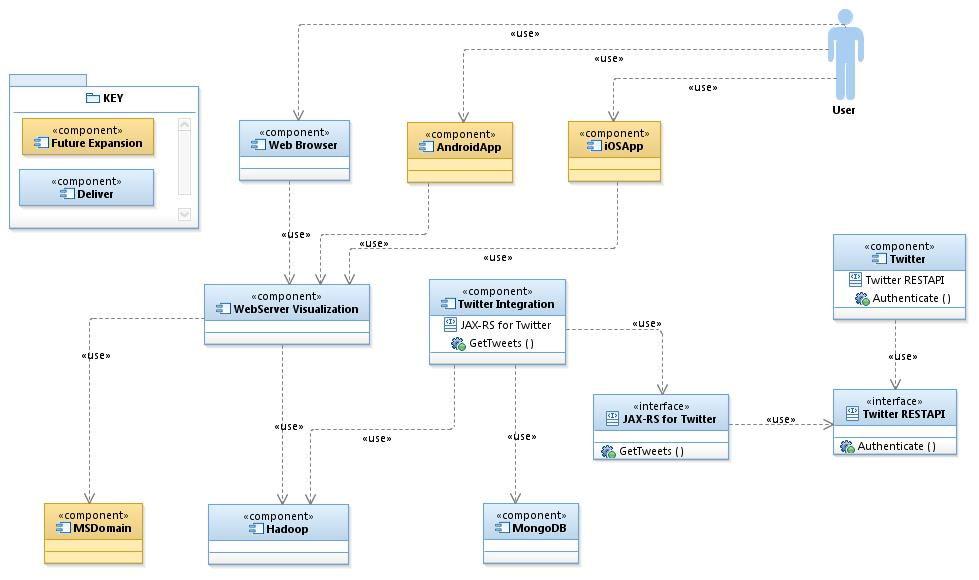 «use»
«use»
«use»
User
KEY
«component»
Future Expansion
«component»
Deliver
«component»
Web Browser
«component»
AndroidApp
«component»
iOSApp
«use»
«use»
«use»
«component»
Twitter
Twitter RESTAPI
Authenticate ( )
«component»
WebServer Visualization
«component»
Twitter Integration
JAX-RS for Twitter
GetTweets ( )
«use»
«use»
«use»
«interface»
JAX-RS for Twitter
GetTweets ( )
«use»
«interface»
Twitter RESTAPI
Authenticate ( )
«use»
«use»
«use»
«component»
MSDomain
«component»
Hadoop
«component»
MongoDB